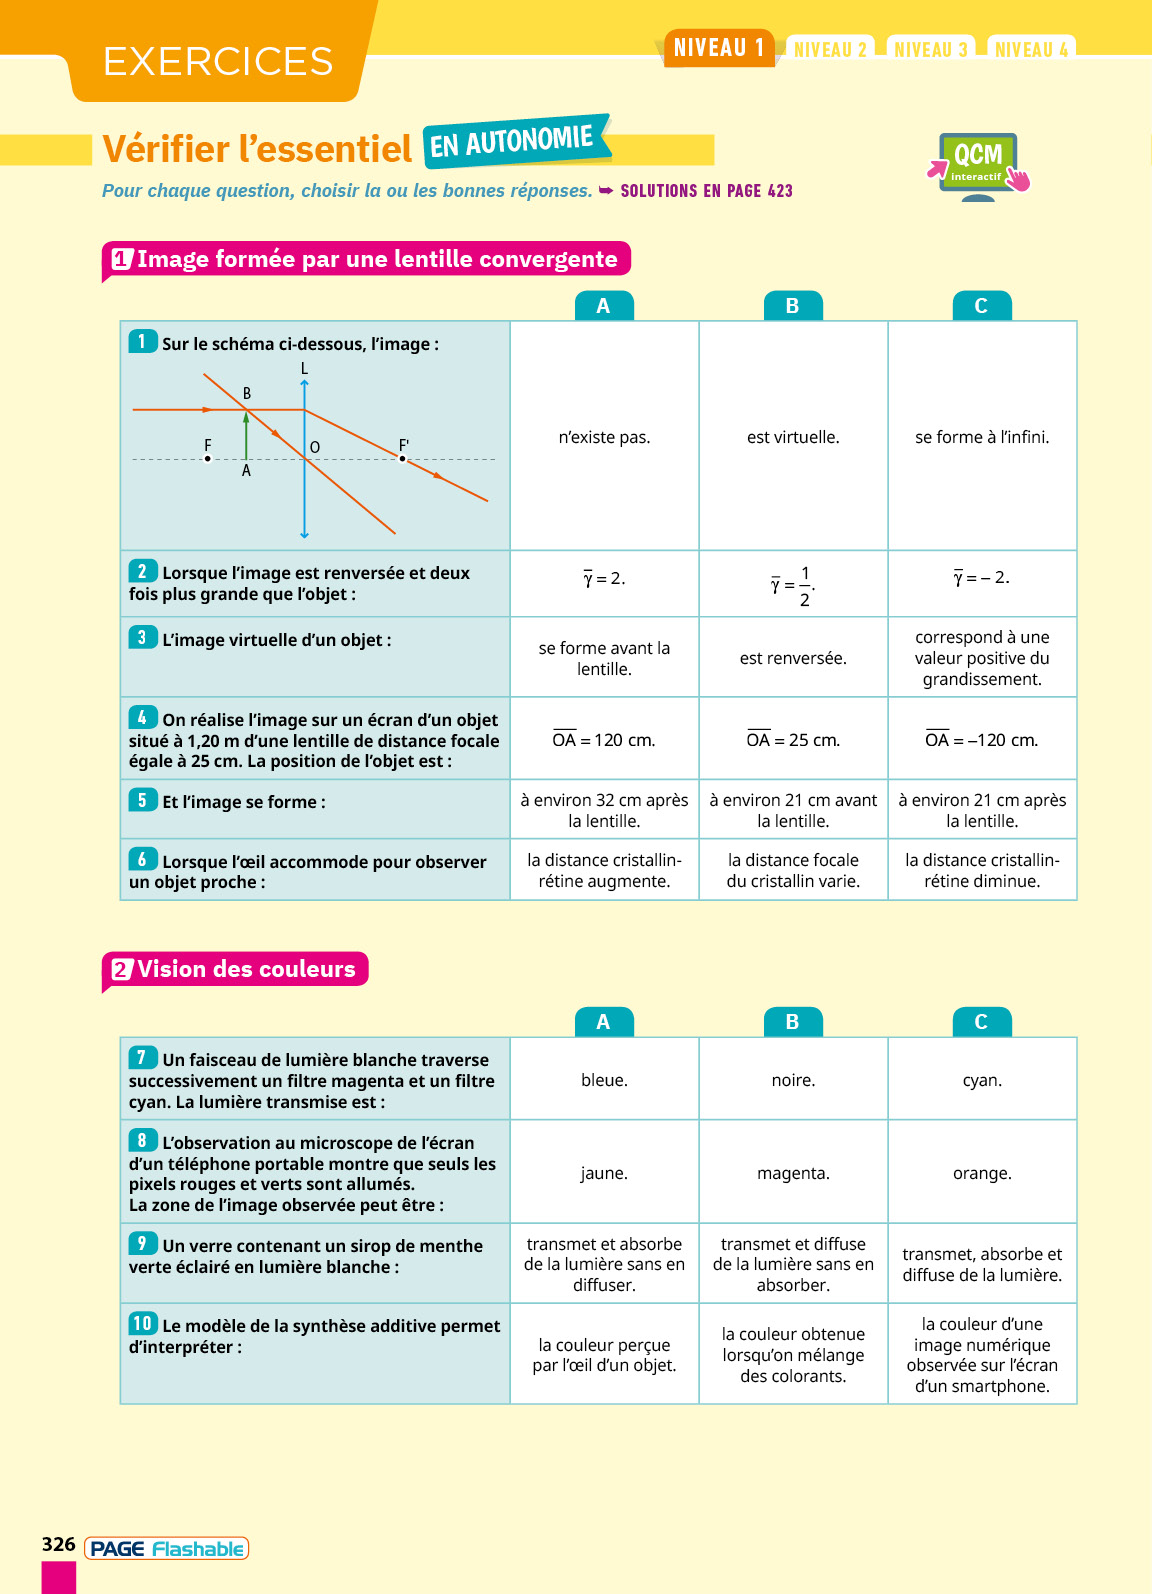 EXERCICES
NIVEAU 1
NIVEAU 2
NIVEAU 3
NIVEAU 4
Vérifier l'essentiel EN AUTONOMIE
QCM
interactif
Pour chaque question, choisir la ou les bonnes réponses. ➥ SOLUTIONS EN PAGE 423
1 Image formée par une lentille convergente
A
B
C
1 Sur le schéma ci-dessous, l'image :
L
B
F
O
F'
A
n'existe pas.
est virtuelle.
se forme à l'infini.
2 Lorsque l'image est renversée et deux
fois plus grande que l'objet :
γ̅ = 2.
γ̅ = 1/2.
γ̅ = – 2.
3 L'image virtuelle d'un objet :
se forme avant la
lentille.
est renversée.
correspond à une
valeur positive du
grandissement.
4 On réalise l'image sur un écran d'un objet
situé à 1,20 m d'une lentille de distance focale
égale à 25 cm. La position de l'objet est :
O̅A̅ = 120 cm.
O̅A̅ = 25 cm.
O̅A̅ = –120 cm.
5 Et l'image se forme :
à environ 32 cm après
la lentille.
à environ 21 cm avant
la lentille.
à environ 21 cm après
la lentille.
6 Lorsque l'œil accommode pour observer
un objet proche :
la distance cristallin-
rétine augmente.
la distance focale
du cristallin varie.
la distance cristallin-
rétine diminue.
2 Vision des couleurs
A
B
C
7 Un faisceau de lumière blanche traverse
successivement un filtre magenta et un filtre
cyan. La lumière transmise est :
bleue.
noire.
cyan.
8 L'observation au microscope de l'écran
d'un téléphone portable montre que seuls les
pixels rouges et verts sont allumés.
La zone de l'image observée peut être :
jaune.
magenta.
orange.
9 Un verre contenant un sirop de menthe
verte éclairé en lumière blanche :
transmet et absorbe
de la lumière sans en
diffuser.
transmet et diffuse
de la lumière sans en
absorber.
transmet, absorbe et
diffuse de la lumière.
10 Le modèle de la synthèse additive permet
d'interpréter :
la couleur perçue
par l'œil d'un objet.
la couleur obtenue
lorsqu'on mélange
des colorants.
la couleur d'une
image numérique
observée sur l'écran
d'un smartphone.
326 PAGE Flashable